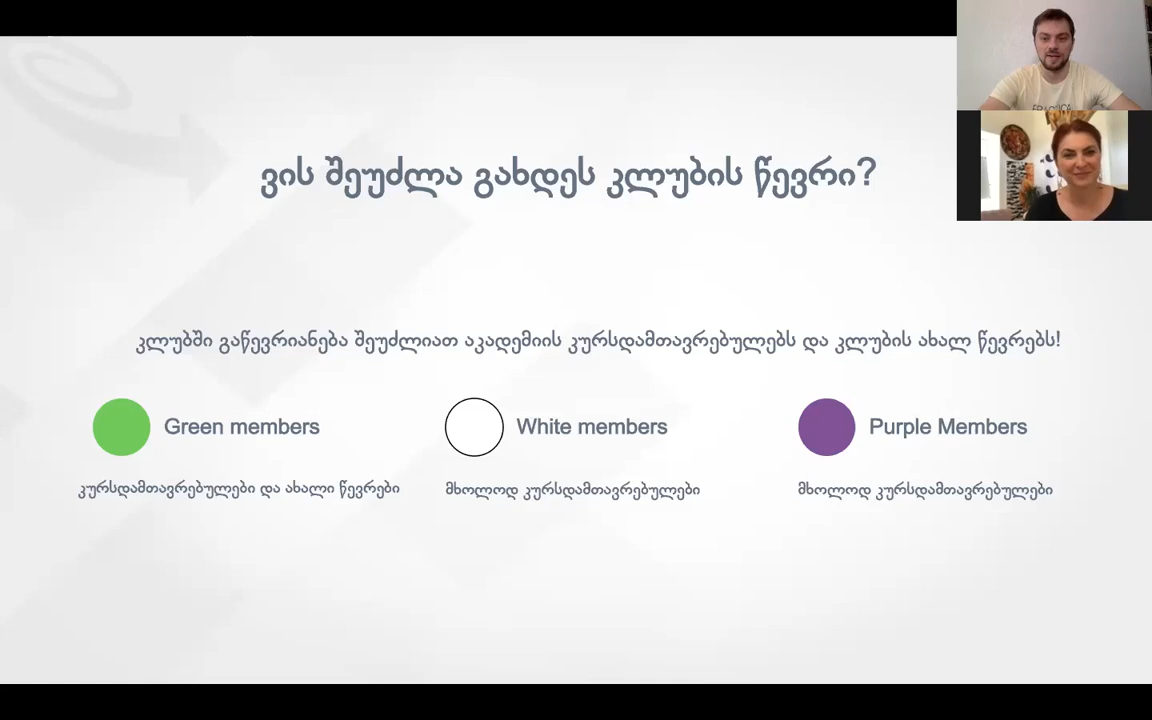 ვის შეუძლა გახდეს კლუბის წევრი?
კლუბში გაწევრიანება შეუძლიათ აკადემიის კურსდამთავრებულებს და კლუბის ახალ წევრებს!
Green members
White members
Purple Members
კურსდამთავრებულები და ახალი წევრები
მხოლოდ კურსდამთავრებულები
მხოლოდ კურსდამთავრებულები